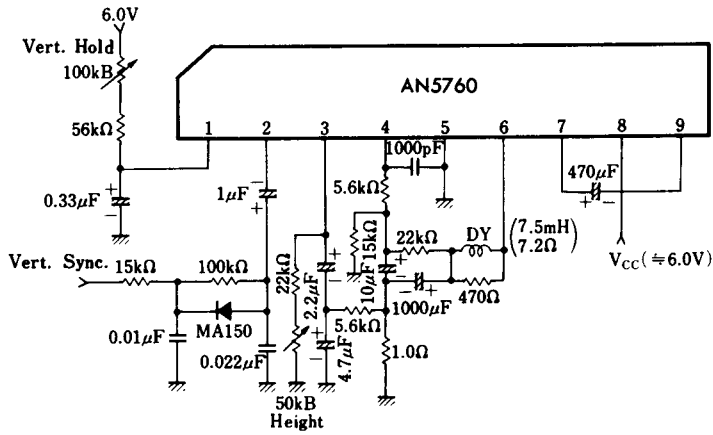 6.0V
Vert. Hold
100kB
56kΩ
0.33μF
+
−
AN5760
1 2 3 4 5 6 7 8 9
1μF
−
+
1000pF
5.6kΩ
15kΩ
22kΩ
DY
(7.5mH
7.2Ω)
470μF
+ −
VCC(≒6.0V)
Vert. Sync.
15kΩ
100kΩ
MA150
0.01μF
0.022μF
22kΩ
50kB
Height
+
2.2μF
−
+
4.7μF
−
5.6kΩ
+
10μF
−
− +
1000μF
470Ω
1.0Ω